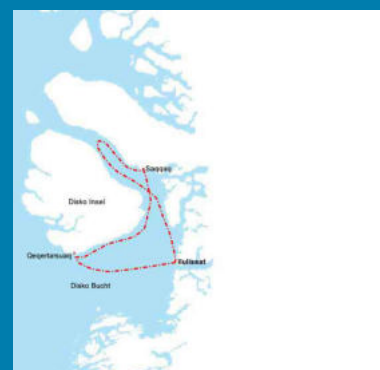 Saqqaq
Disko Insel
Qeqertarsuaq
Ilulissat
Disko Bucht